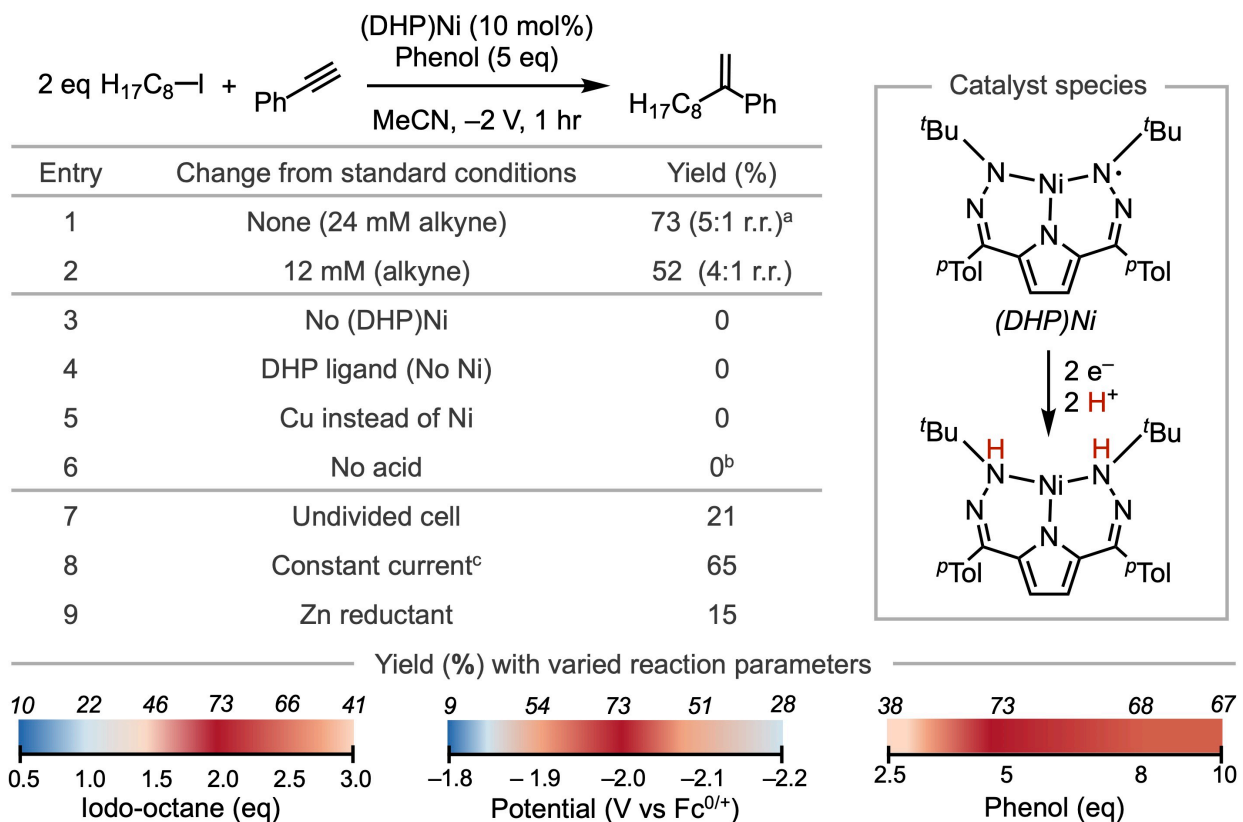 (DHP)Ni (10 mol%)
Phenol (5 eq)
2 eq H₁₇C₈–I + Ph
MeCN, –2 V, 1 hr
H₁₇C₈ Ph
Entry Change from standard conditions Yield (%)
1 None (24 mM alkyne) 73 (5:1 r.r.)ᵃ
2 12 mM (alkyne) 52 (4:1 r.r.)
3 No (DHP)Ni 0
4 DHP ligand (No Ni) 0
5 Cu instead of Ni 0
6 No acid 0ᵇ
7 Undivided cell 21
8 Constant currentᶜ 65
9 Zn reductant 15
Catalyst species
ᵗBu ᵗBu
N Ni N·
N N N
ᵖTol ᵖTol
(DHP)Ni
2 e⁻
2 H⁺
ᵗBu H H ᵗBu
N Ni N
N N N
ᵖTol ᵖTol
Yield (%) with varied reaction parameters
10 22 46 73 66 41
0.5 1.0 1.5 2.0 2.5 3.0
Iodo-octane (eq)
9 54 73 51 28
–1.8 – 1.9 –2.0 –2.1 –2.2
Potential (V vs Fc⁰/⁺)
38 73 68 67
2.5 5 8 10
Phenol (eq)